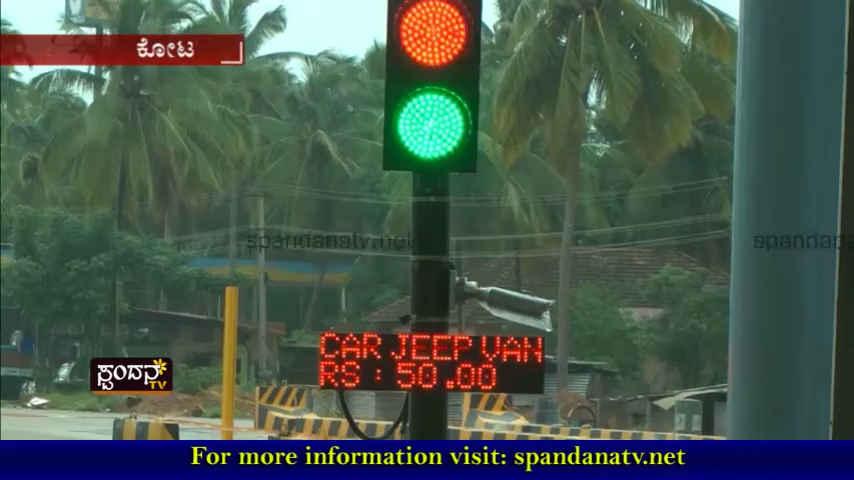 ಕೋಟ
spandanatv.net
spandana
CAR JEEP VAN
RS : 50.00
ಸ್ಪಂದನ
TV
For more information visit: spandanatv.net